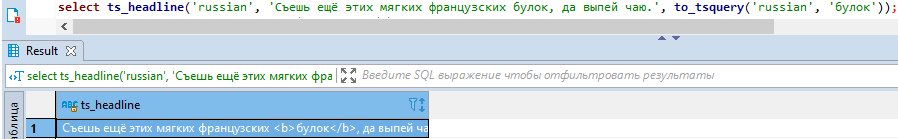 select ts_headline('russian', 'Съешь ещё этих мягких французских булок, да выпей чаю.', to_tsquery('russian', 'булок'));
Result
select ts_headline('russian', 'Съешь ещё этих мягких фра
Введите SQL выражение чтобы отфильтровать результаты
таблица
ABC ts_headline
1 Съешь ещё этих мягких французских <b>булок</b>, да выпей ча